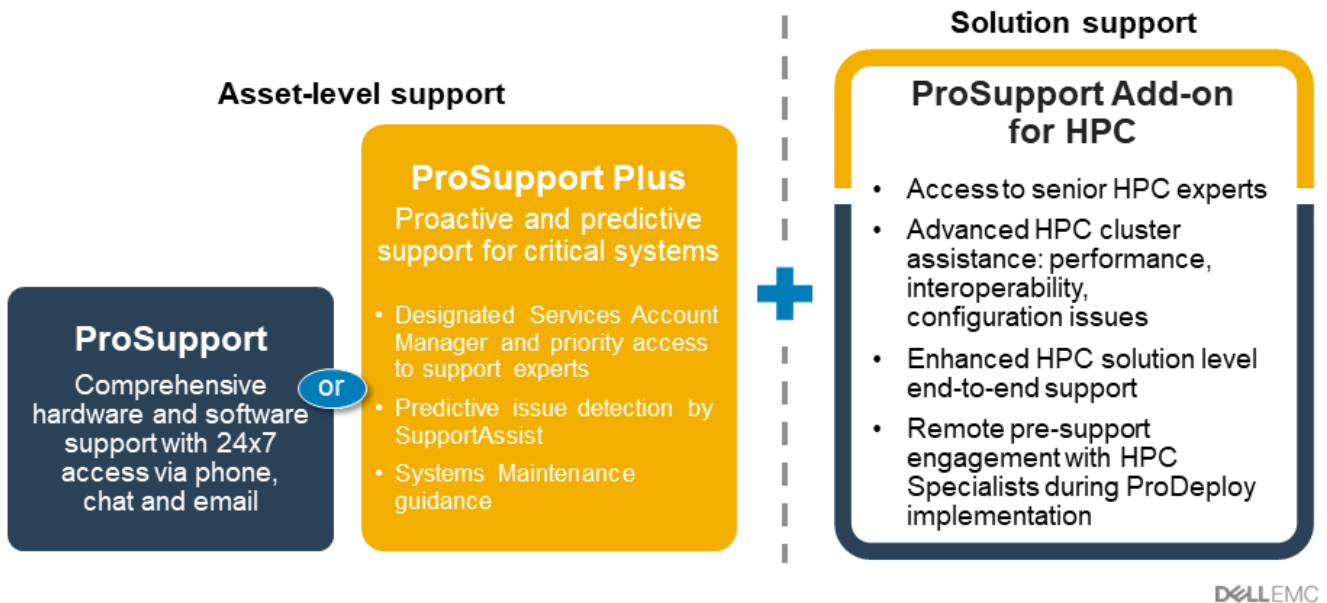 Asset-level support
ProSupport
Comprehensive
hardware and software
support with 24x7
access via phone,
chat and email
or
ProSupport Plus
Proactive and predictive
support for critical systems
• Designated Services Account
Manager and priority access
to support experts
• Predictive issue detection by
SupportAssist
• Systems Maintenance
guidance
Solution support
ProSupport Add-on
for HPC
• Access to senior HPC experts
• Advanced HPC cluster
assistance: performance,
interoperability,
configuration issues
• Enhanced HPC solution level
end-to-end support
• Remote pre-support
engagement with HPC
Specialists during ProDeploy
implementation
DELLEMC